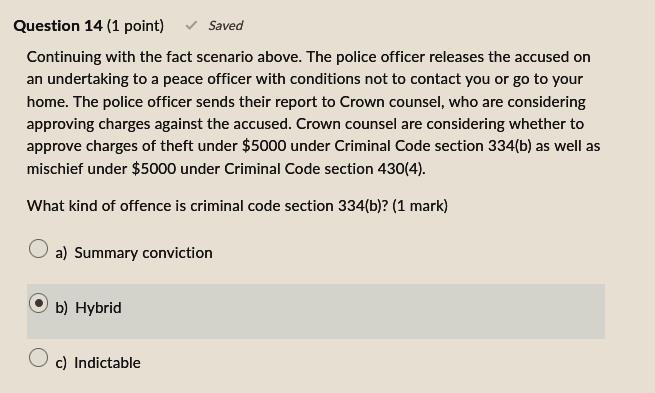 Question 14 (1 point) ✓ Saved
Continuing with the fact scenario above. The police officer releases the accused on
an undertaking to a peace officer with conditions not to contact you or go to your
home. The police officer sends their report to Crown counsel, who are considering
approving charges against the accused. Crown counsel are considering whether to
approve charges of theft under $5000 under Criminal Code section 334(b) as well as
mischief under $5000 under Criminal Code section 430(4).
What kind of offence is criminal code section 334(b)? (1 mark)
a) Summary conviction
b) Hybrid
c) Indictable